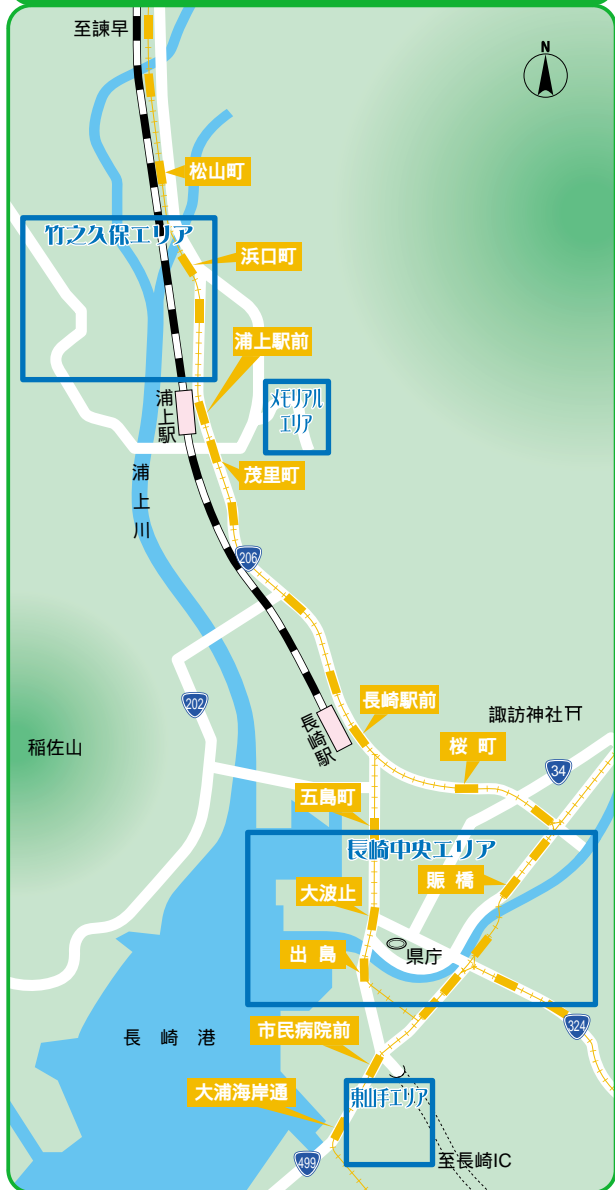 至諫早
N
松山町
竹之久保エリア
浜口町
浦上駅前
浦上駅
メモリアル
エリア
茂里町
浦上川
206
202
長崎駅前
諏訪神社
長崎駅
桜町
稲佐山
34
五島町
長崎中央エリア
賑橋
大波止
出島
県庁
長崎港
市民病院前
324
大浦海岸通
東山手エリア
499
至長崎IC